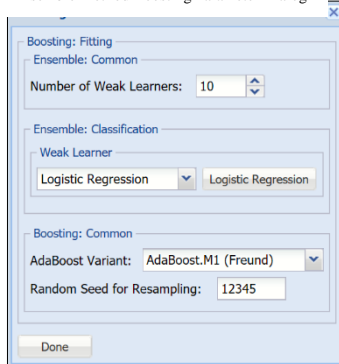 Boosting: Fitting
Ensemble: Common
Number of Weak Learners: 10
Ensemble: Classification
Weak Learner
Logistic Regression Logistic Regression
Boosting: Common
AdaBoost Variant: AdaBoost.M1 (Freund)
Random Seed for Resampling: 12345
Done